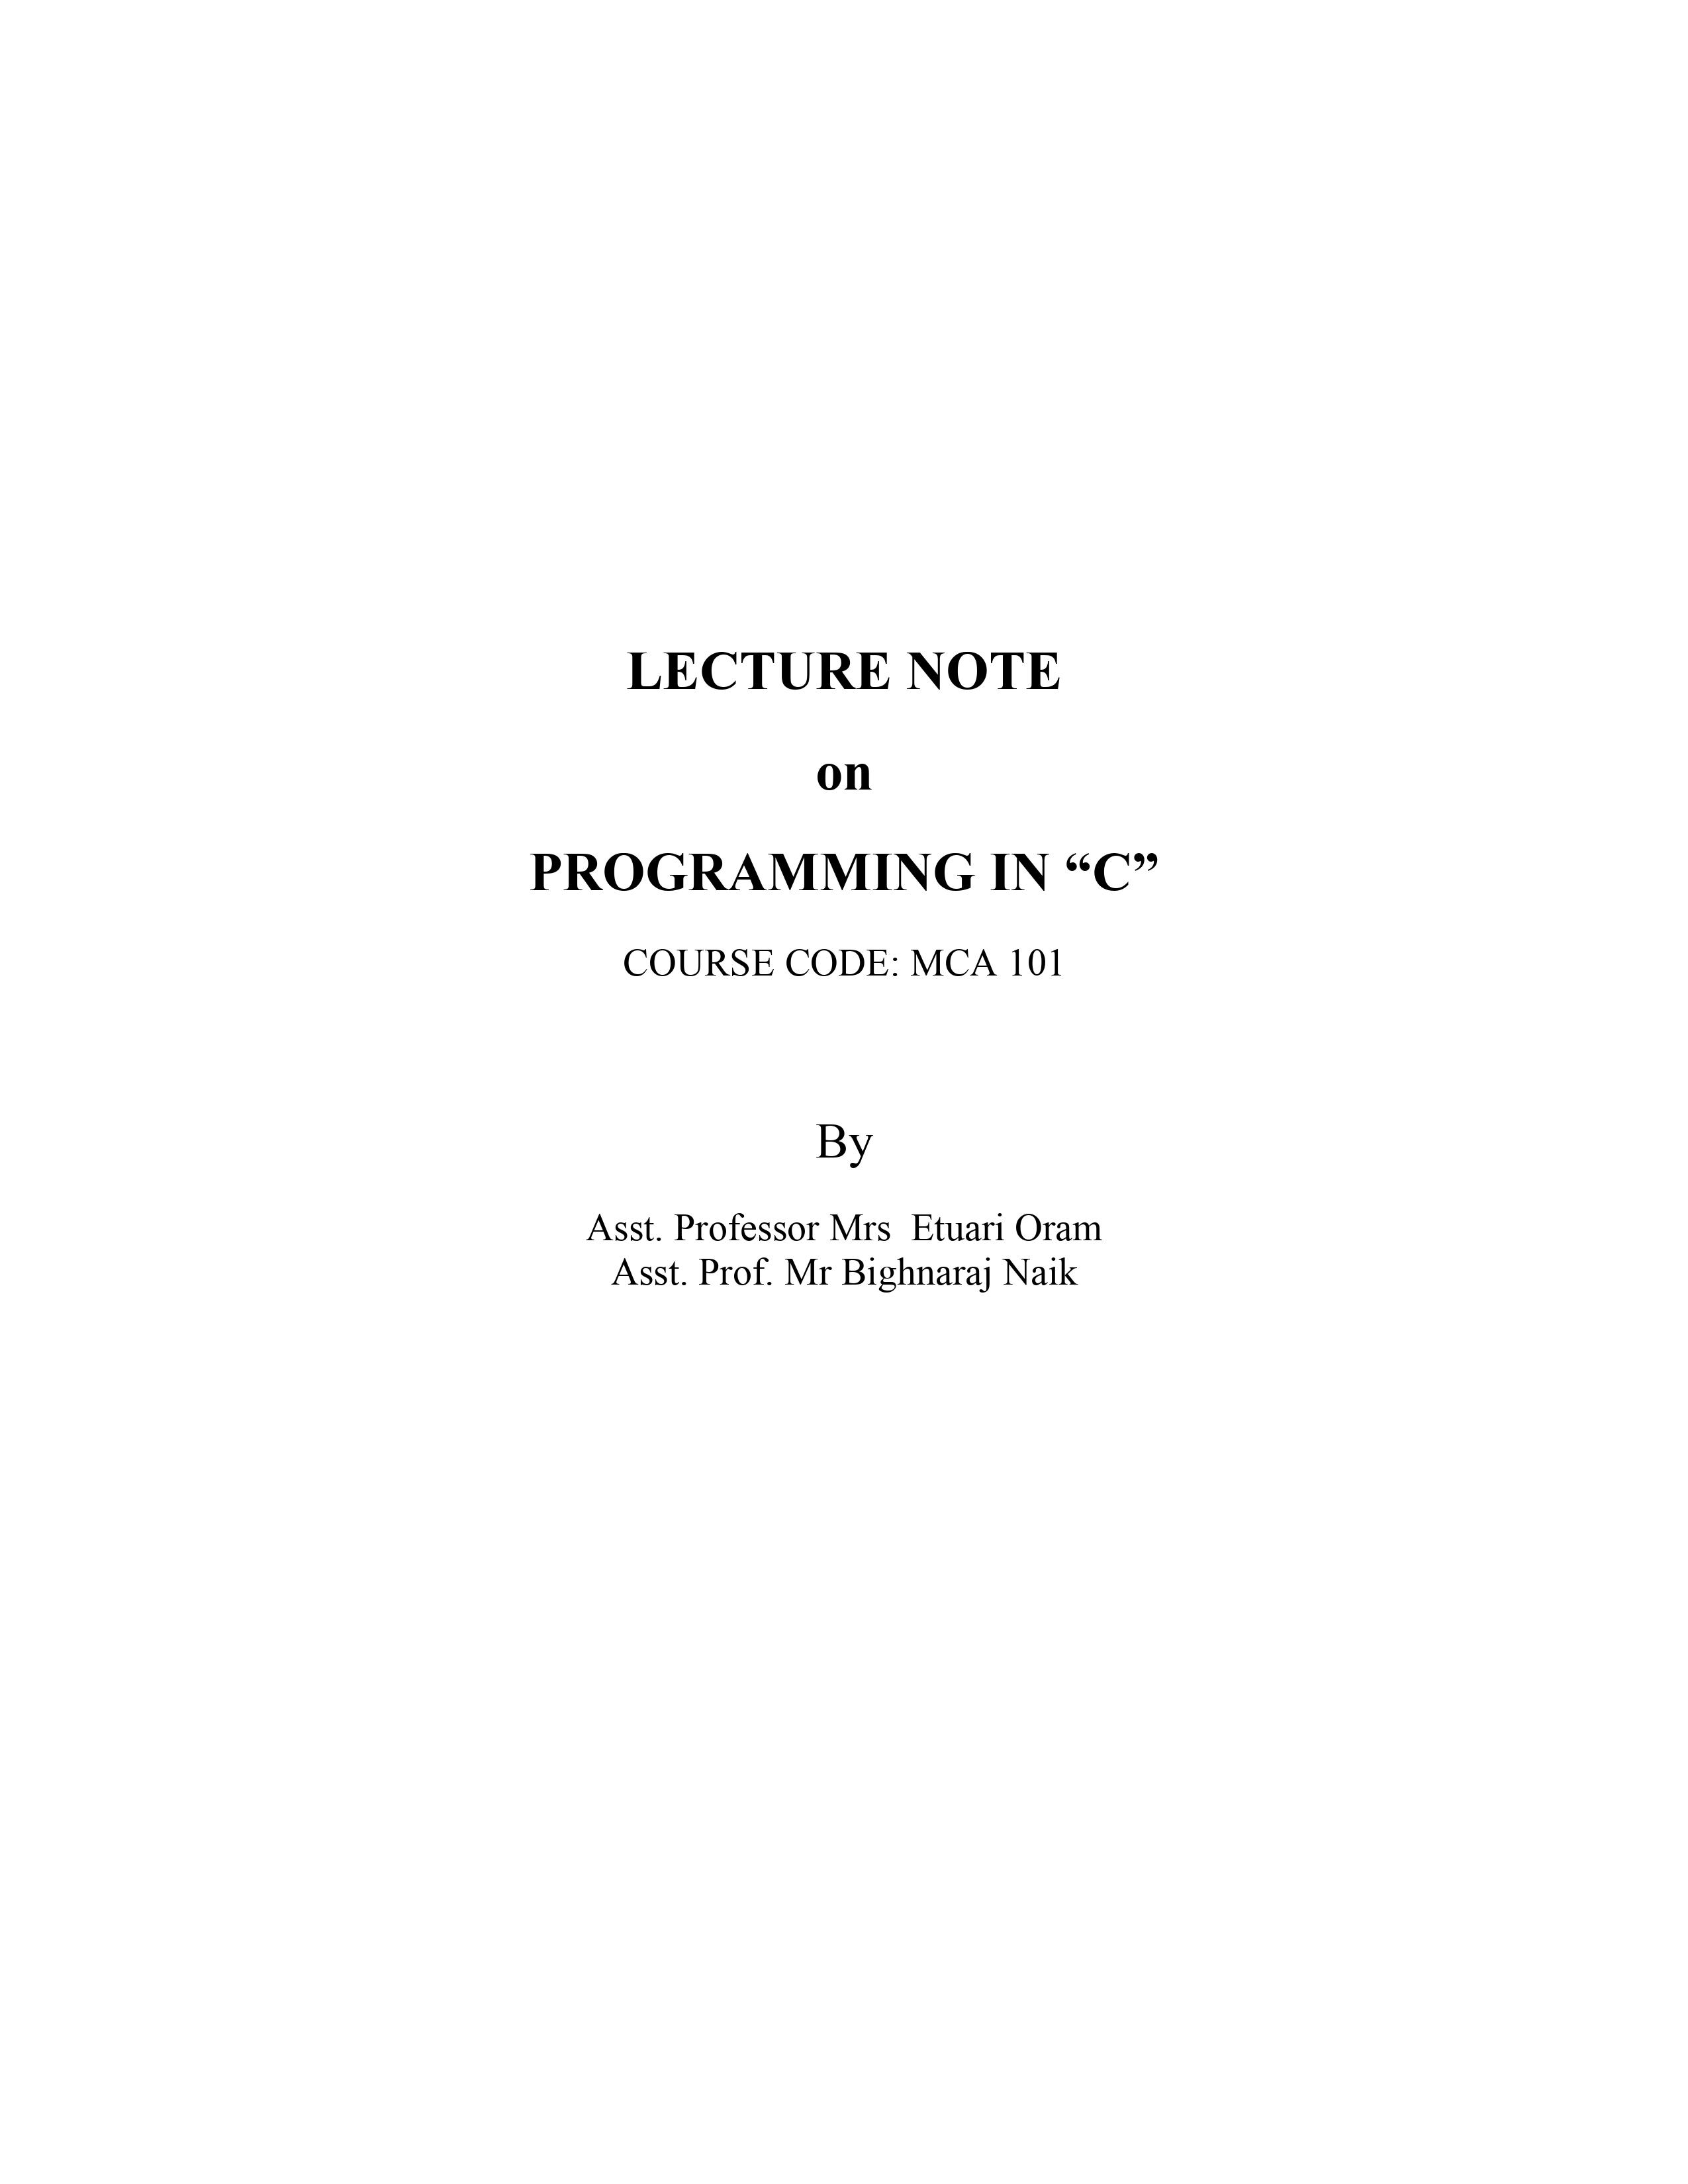 LECTURE NOTE
on
PROGRAMMING IN “C”
COURSE CODE: MCA 101
By
Asst. Professor Mrs  Etuari Oram
Asst. Prof. Mr Bighnaraj Naik